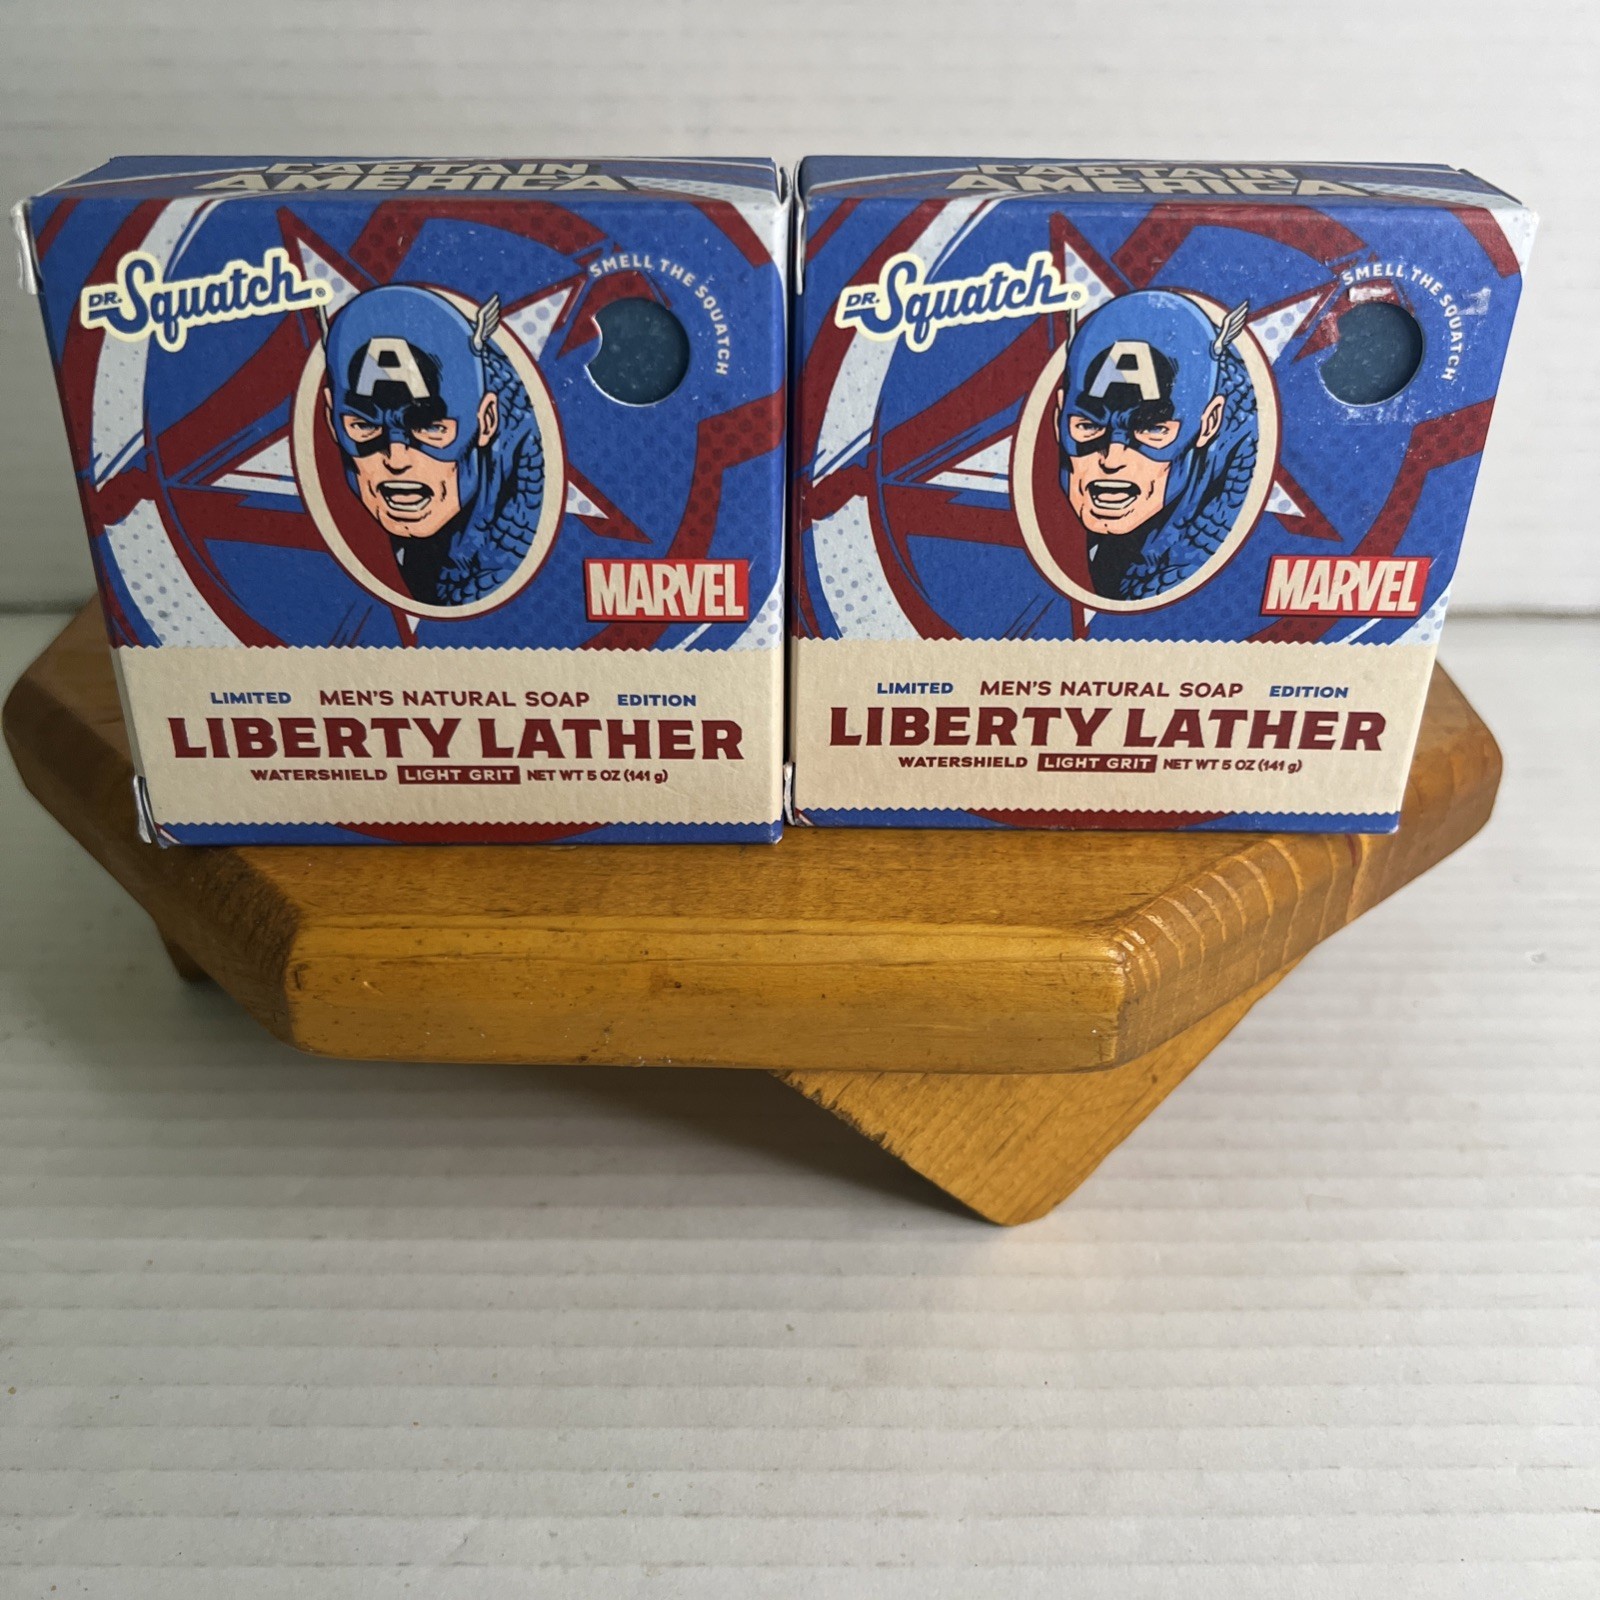 CAPTAIN
AMERICA
DR. Squatch®
SMELL THE SQUATCH
A
MARVEL
LIMITED MEN'S NATURAL SOAP EDITION
LIBERTY LATHER
WATERSHIELD LIGHT GRIT NET WT 5 OZ (141 g)
CAPTAIN
AMERICA
DR. Squatch®
SMELL THE SQUATCH
A
MARVEL
LIMITED MEN'S NATURAL SOAP EDITION
LIBERTY LATHER
WATERSHIELD LIGHT GRIT NET WT 5 OZ (141 g)